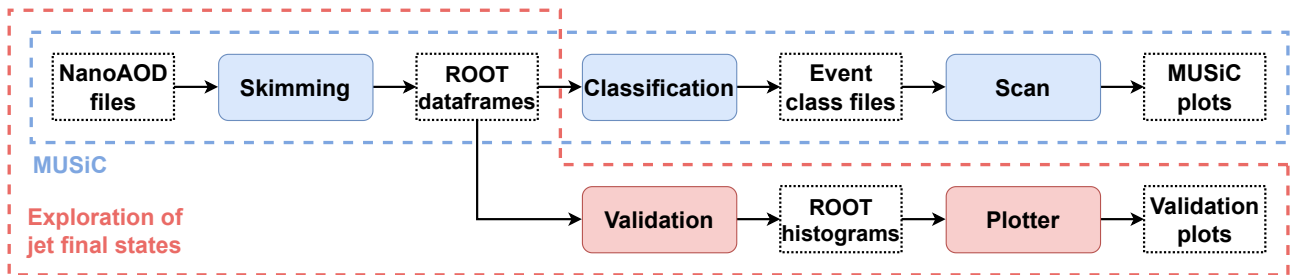 NanoAOD
files
Skimming
ROOT
dataframes
Classification
Event
class files
Scan
MUSiC
plots
MUSiC
Exploration of
jet final states
Validation
ROOT
histograms
Plotter
Validation
plots